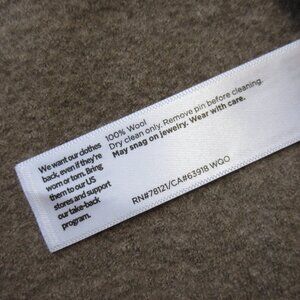 We want our clothes
back, even if they're
worn or torn. Bring
them to our US
stores and support
our take-back
program.
100% Wool
Dry clean only. Remove pin before cleaning.
May snag on jewelry. Wear with care.
RN#78121/CA#63918 WQO